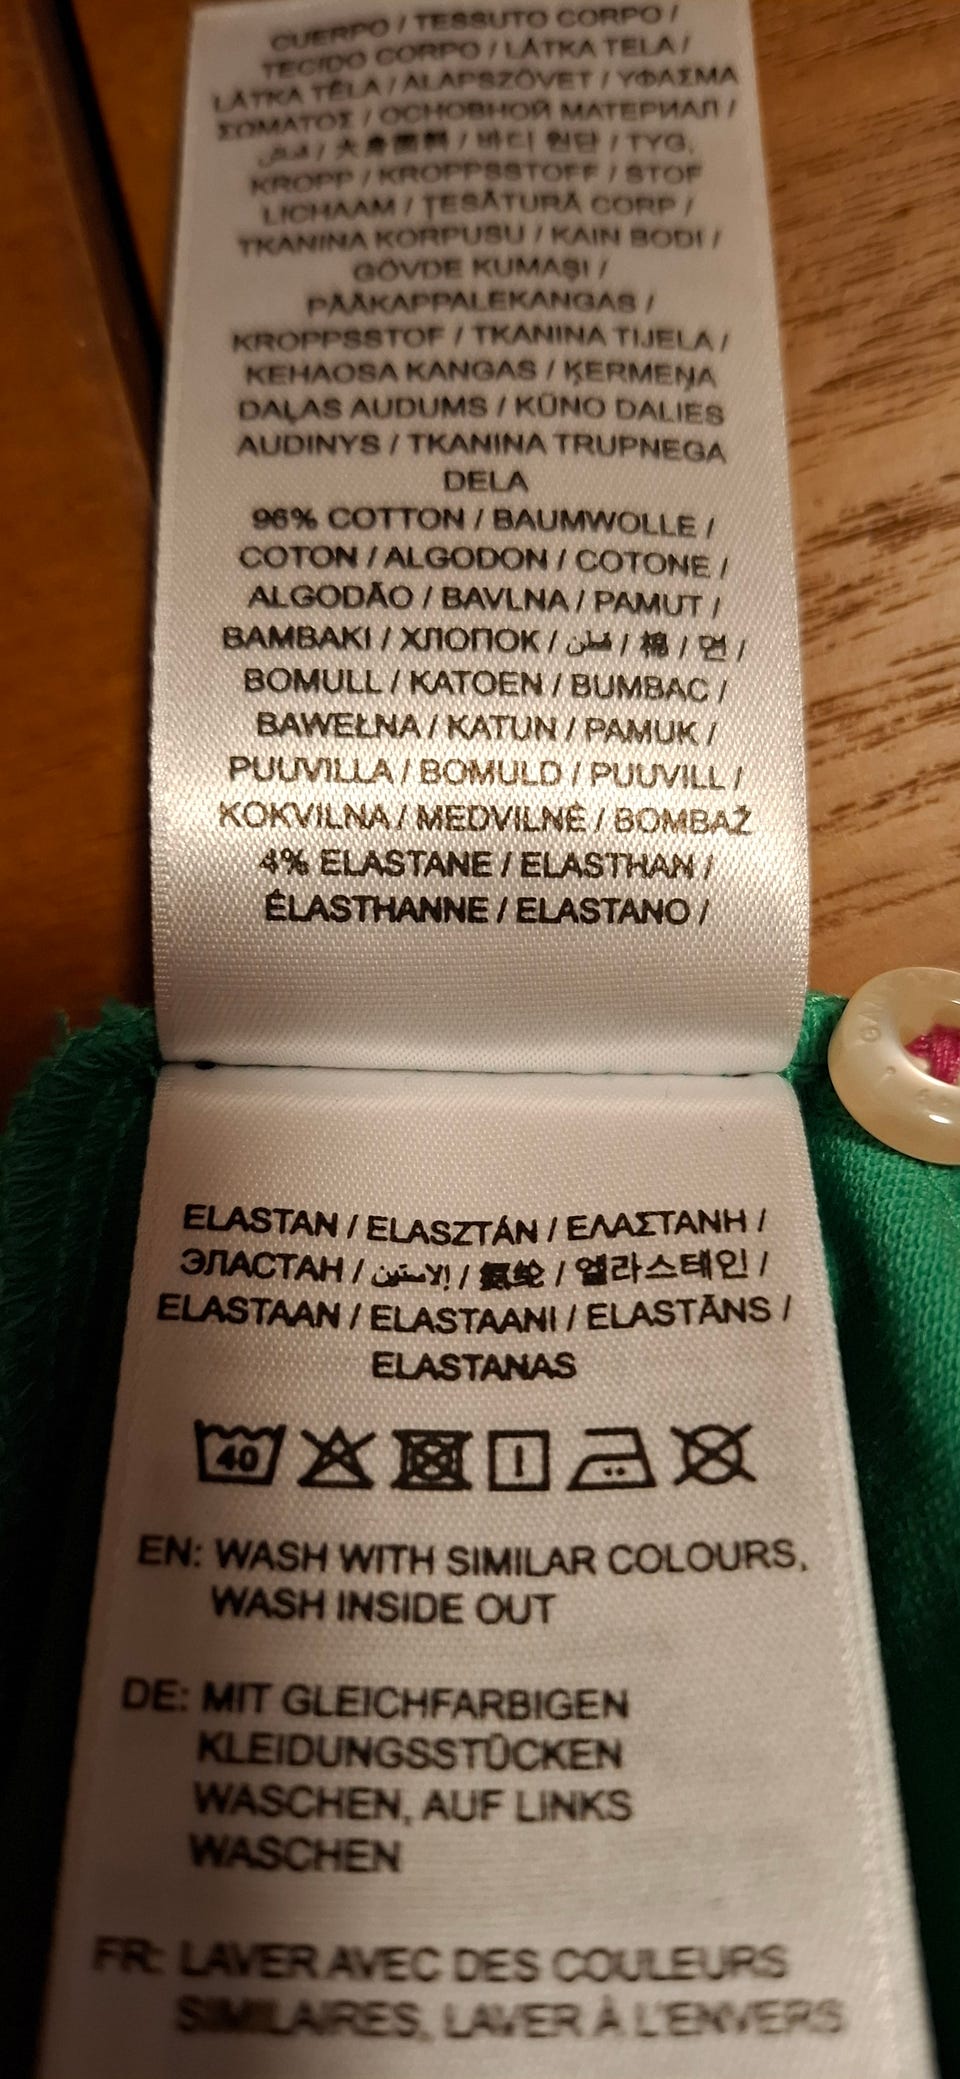 CUERPO / TESSUTO CORPO /
TECIDO CORPO / LÁTKA TELA /
LÁTKA TĚLA / ALAPSZÖVET / ΥΦΑΣΜΑ
ΣΩΜΑΤΟΣ / ОСНОВНОЙ МАТЕРИАЛ /
قماش / 大身面料 / 바디 원단 / TYG,
KROPP / KROPPSSTOFF / STOF
LICHAAM / ŢESĂTURĂ CORP /
TKANINA KORPUSU / KAIN BODI /
GÖVDE KUMAŞI /
PÄÄKAPPALEKANGAS /
KROPPSSTOF / TKANINA TIJELA /
KEHAOSA KANGAS / ĶERMEŅA
DAĻAS AUDUMS / KŪNO DALIES
AUDINYS / TKANINA TRUPNEGA
DELA
96% COTTON / BAUMWOLLE /
COTON / ALGODON / COTONE /
ALGODÃO / BAVLNA / PAMUT /
BAMBAKI / ХЛОПОК / قطن / 棉 / 면 /
BOMULL / KATOEN / BUMBAC /
BAWEŁNA / KATUN / PAMUK /
PUUVILLA / BOMULD / PUUVILL /
KOKVILNA / MEDVILNĖ / BOMBAŽ
4% ELASTANE / ELASTHAN /
ÉLASTHANNE / ELASTANO /
ELASTAN / ELASZTÁN / ΕΛΑΣΤΑΝΗ /
ЭЛАСТАН / الاستين / 氨纶 / 엘라스테인 /
ELASTAAN / ELASTAANI / ELASTĀNS /
ELASTANAS
40
EN: WASH WITH SIMILAR COLOURS,
WASH INSIDE OUT
DE: MIT GLEICHFARBIGEN
KLEIDUNGSSTÜCKEN
WASCHEN, AUF LINKS
WASCHEN
FR: LAVER AVEC DES COULEURS
SIMILAIRES, LAVER À L'ENVERS